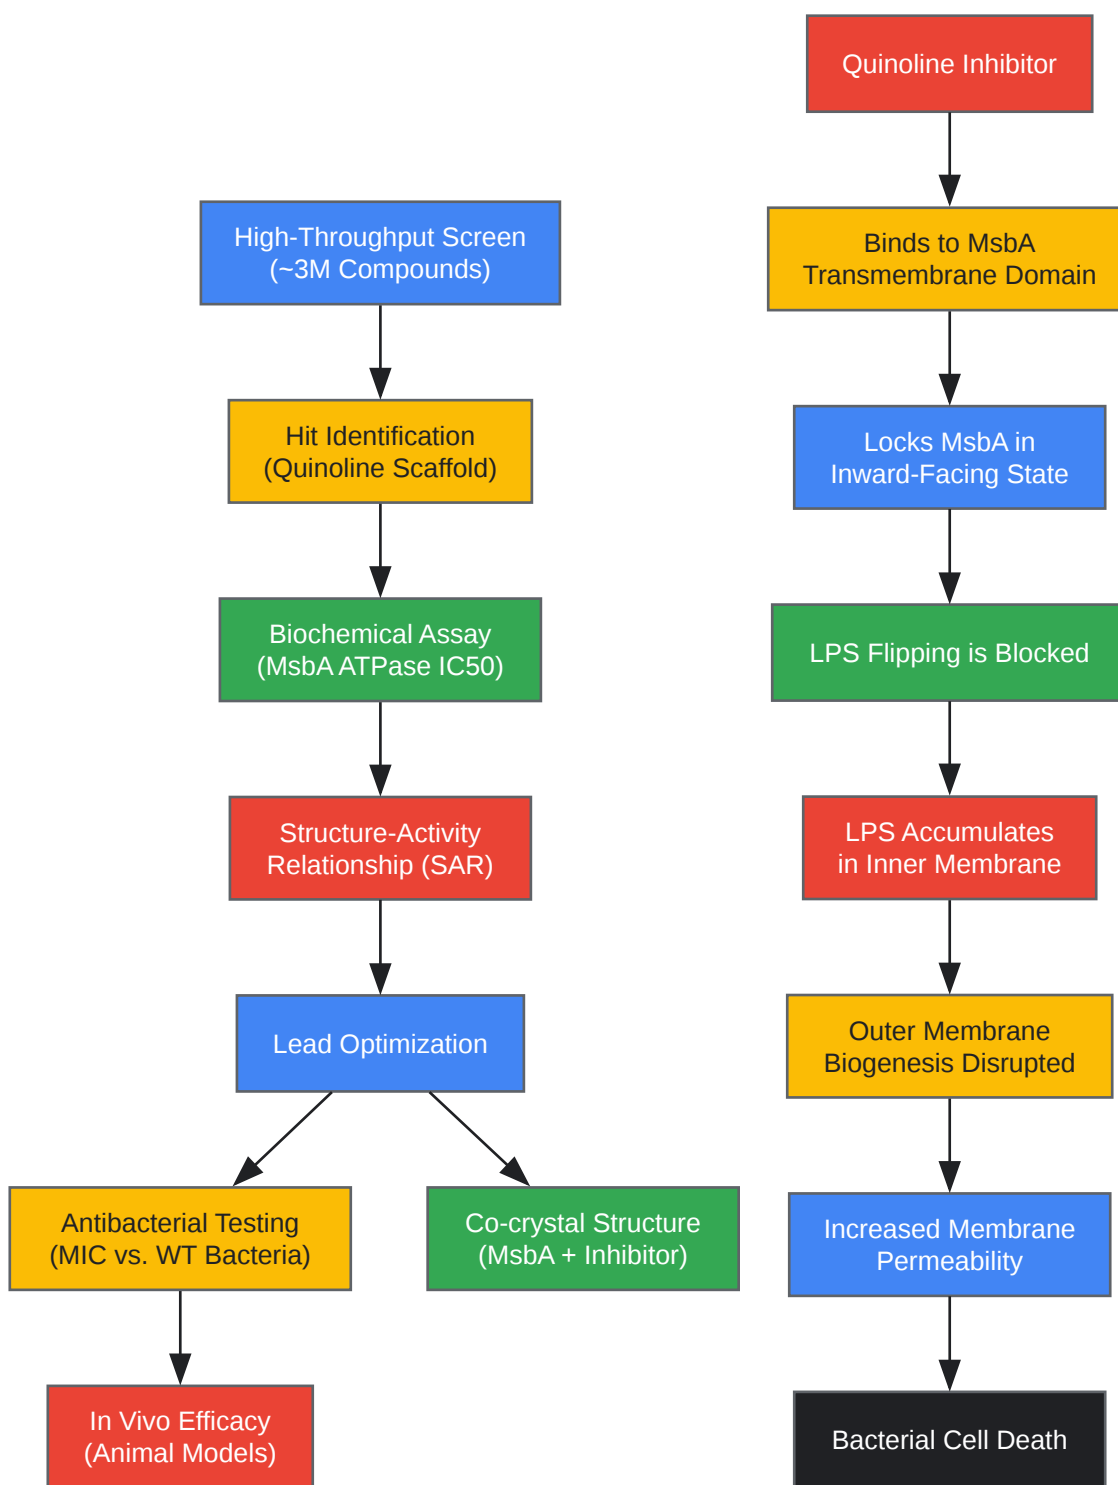 High-Throughput Screen
(~3M Compounds)
Hit Identification
(Quinoline Scaffold)
Biochemical Assay
(MsbA ATPase IC50)
Structure-Activity
Relationship (SAR)
Lead Optimization
Antibacterial Testing
(MIC vs. WT Bacteria)
Co-crystal Structure
(MsbA + Inhibitor)
In Vivo Efficacy
(Animal Models)
Quinoline Inhibitor
Binds to MsbA
Transmembrane Domain
Locks MsbA in
Inward-Facing State
LPS Flipping is Blocked
LPS Accumulates
in Inner Membrane
Outer Membrane
Biogenesis Disrupted
Increased Membrane
Permeability
Bacterial Cell Death